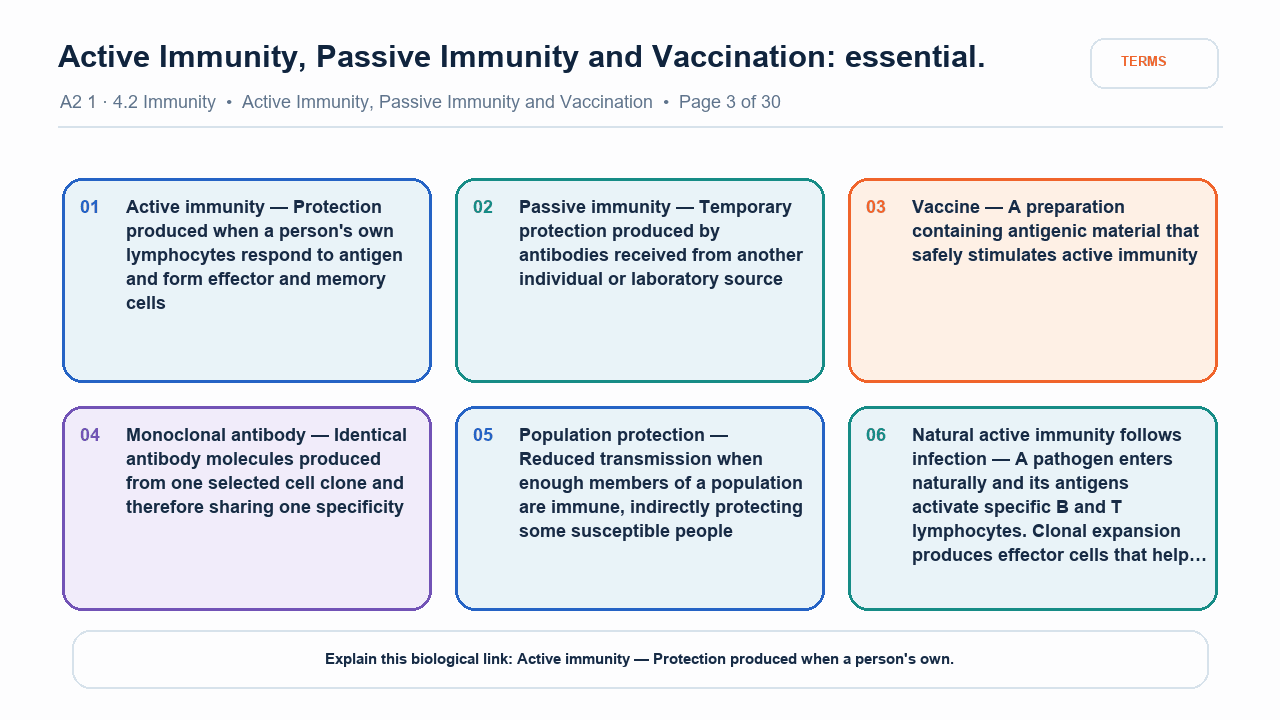 Active Immunity, Passive Immunity and Vaccination: essential.
TERMS
A2 1 · 4.2 Immunity • Active Immunity, Passive Immunity and Vaccination • Page 3 of 30
01
Active immunity — Protection
produced when a person's own
lymphocytes respond to antigen
and form effector and memory
cells
02
Passive immunity — Temporary
protection produced by
antibodies received from another
individual or laboratory source
03
Vaccine — A preparation
containing antigenic material that
safely stimulates active immunity
04
Monoclonal antibody — Identical
antibody molecules produced
from one selected cell clone and
therefore sharing one specificity
05
Population protection —
Reduced transmission when
enough members of a population
are immune, indirectly protecting
some susceptible people
06
Natural active immunity follows
infection — A pathogen enters
naturally and its antigens
activate specific B and T
lymphocytes. Clonal expansion
produces effector cells that help…
Explain this biological link: Active immunity — Protection produced when a person's own.